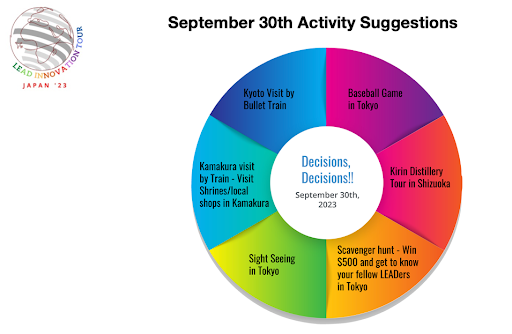 September 30th Activity Suggestions
LEAD INNOVATION TOUR
JAPAN '23
Kyoto Visit by
Bullet Train
Baseball Game
in Tokyo
Kamakura visit
by Train - Visit
Shrines/local
shops in Kamakura
Decisions,
Decisions!!
September 30th,
2023
Kirin Distillery
Tour in Shizuoka
Sight Seeing
in Tokyo
Scavenger hunt - Win
$500 and get to know
your fellow LEADers
in Tokyo